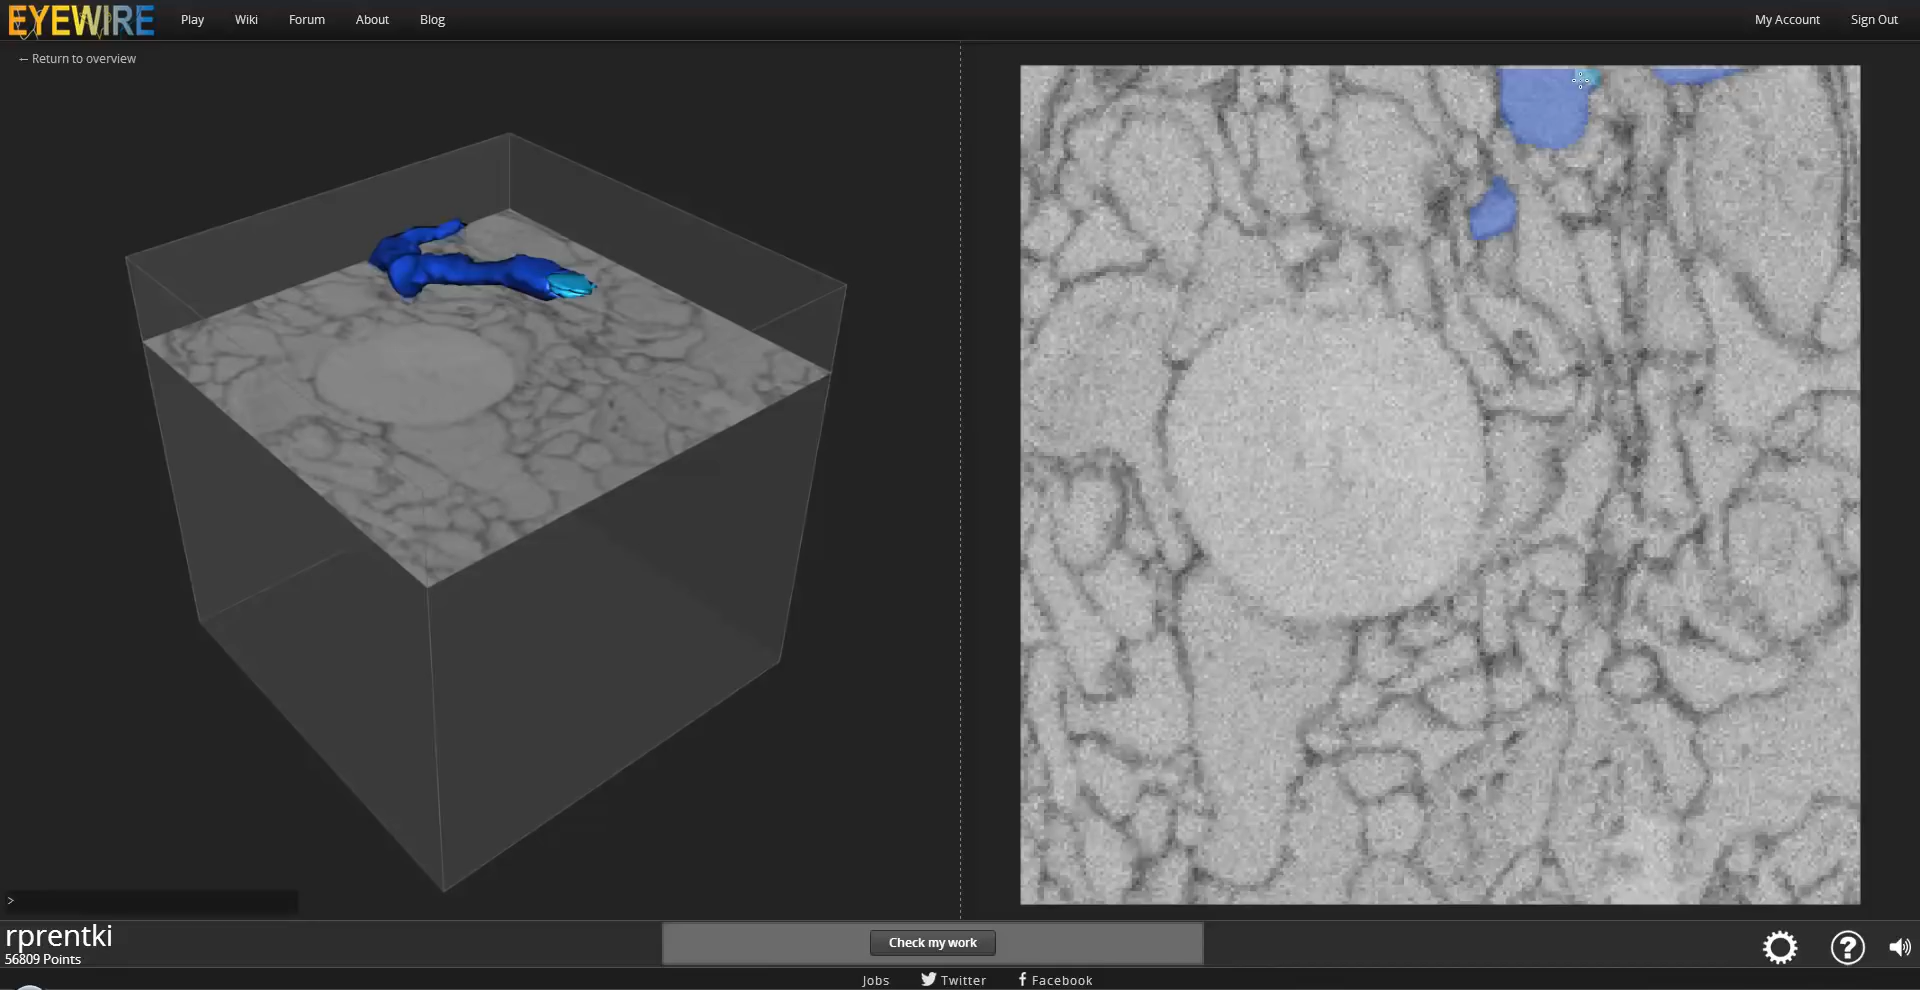 EYEWIRE Play Wiki Forum About Blog My Account Sign Out
← Return to overview
>
rprentki
56809 Points
Check my work
?
Jobs Twitter Facebook